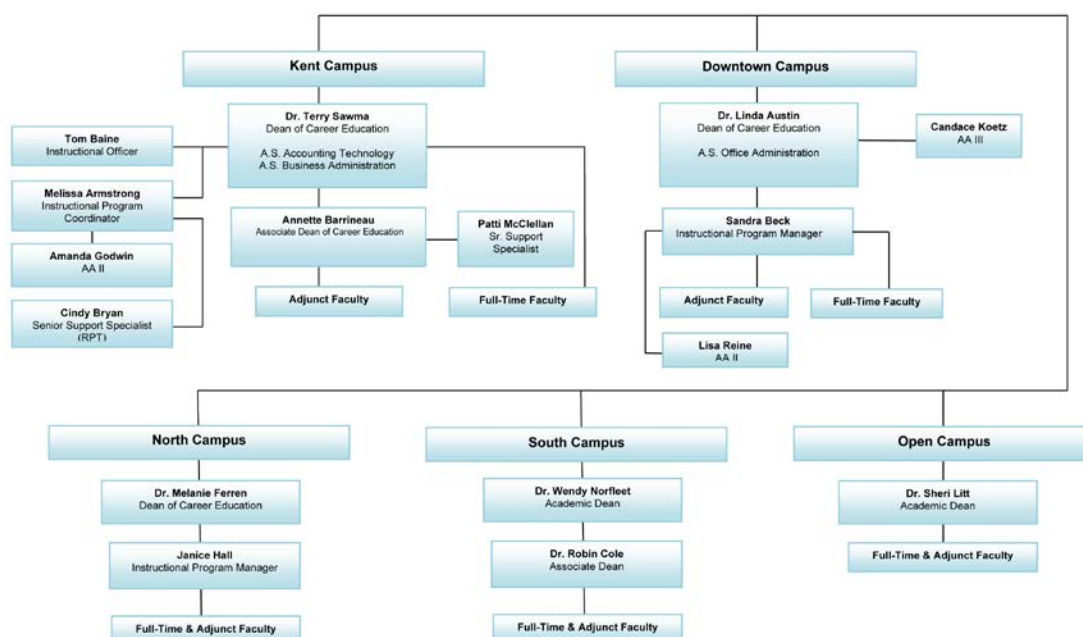 Kent Campus
Downtown Campus
Dr. Terry Sawma
Dean of Career Education
A.S. Accounting Technology
A.S. Business Administration
Dr. Linda Austin
Dean of Career Education
A.S. Office Administration
Candace Koetz
AA III
Tom Baine
Instructional Officer
Melissa Armstrong
Instructional Program
Coordinator
Annette Barrineau
Associate Dean of Career Education
Patti McClellan
Sr. Support
Specialist
Sandra Beck
Instructional Program Manager
Amanda Godwin
AA II
Adjunct Faculty
Full-Time Faculty
Adjunct Faculty
Full-Time Faculty
Cindy Bryan
Senior Support Specialist
(RPT)
Lisa Reine
AA II
North Campus
South Campus
Open Campus
Dr. Melanie Ferren
Dean of Career Education
Dr. Wendy Norfleet
Academic Dean
Dr. Sheri Litt
Academic Dean
Janice Hall
Instructional Program Manager
Dr. Robin Cole
Associate Dean
Full-Time & Adjunct Faculty
Full-Time & Adjunct Faculty
Full-Time & Adjunct Faculty